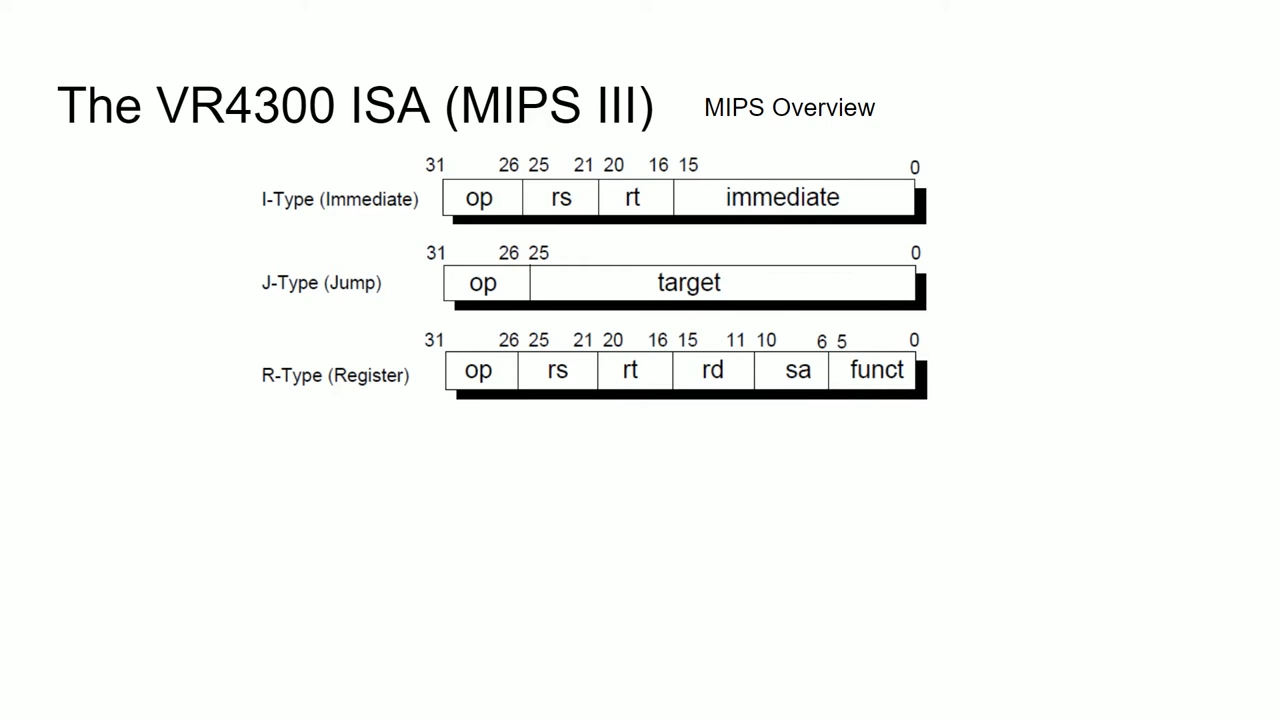 The VR4300 ISA (MIPS III) MIPS Overview
31 26 25 21 20 16 15 0
I-Type (Immediate) op rs rt immediate
31 26 25 0
J-Type (Jump) op target
31 26 25 21 20 16 15 11 10 6 5 0
R-Type (Register) op rs rt rd sa funct